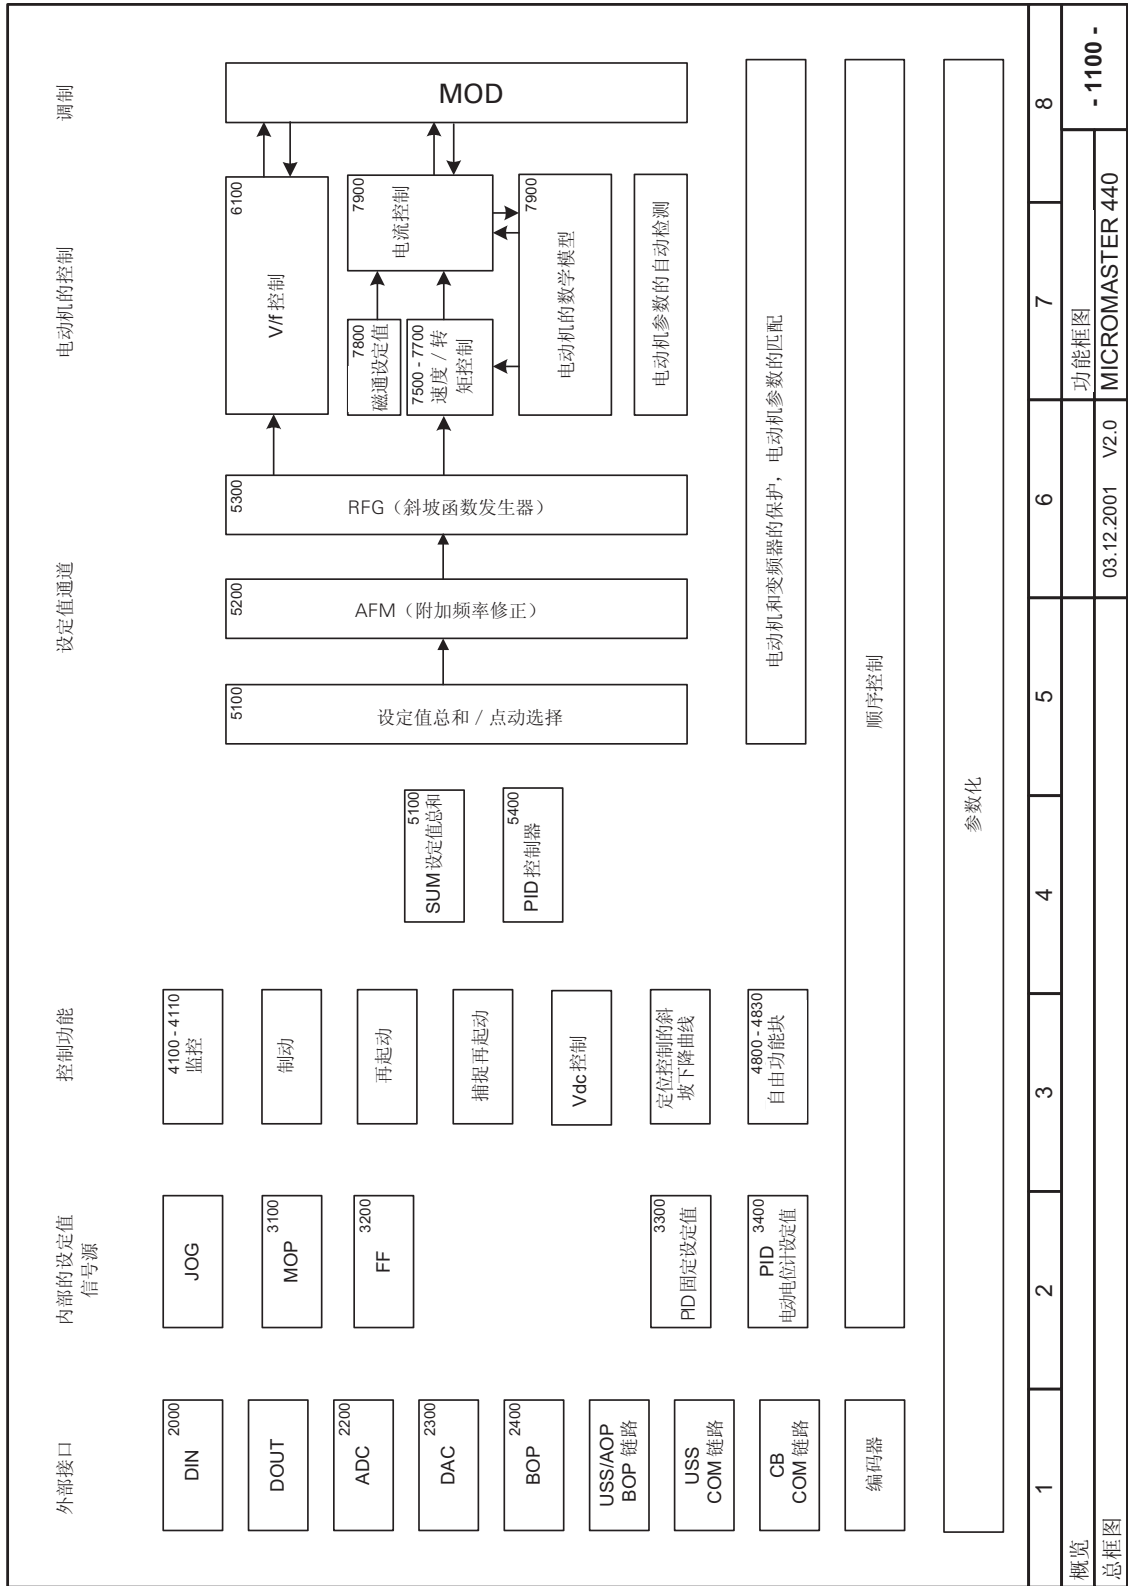 外部接口
DIN
2000
DOUT
ADC
2200
DAC
2300
BOP
2400
USS/AOP
BOP 链路
USS
COM 链路
CB
COM 链路
编码器
内部的设定值
信号源
JOG
MOP
3100
FF
3200
PID 固定设定值
3300
PID
3400
电动电位计设定值
控制功能
4100 - 4110
监控
制动
再起动
捕捉再起动
Vdc 控制
定位控制的斜
坡下降曲线
4800 - 4830
自由功能块
SUM 设定值总和
5100
PID 控制器
5400
设定值通道
5100
设定值总和 / 点动选择
5200
AFM（附加频率修正）
5300
RFG（斜坡函数发生器）
电动机的控制
6100
V/f 控制
7800
磁通设定值
7500 - 7700
速度 / 转
矩控制
7900
电流控制
7900
电动机的数学模型
电动机参数的自动检测
调制
MOD
电动机和变频器的保护，电动机参数的匹配
顺序控制
参数化
1
2
3
4
5
6
7
8
概览
总框图
03.12.2001
V2.0
功能框图
MICROMASTER 440
- 1100 -